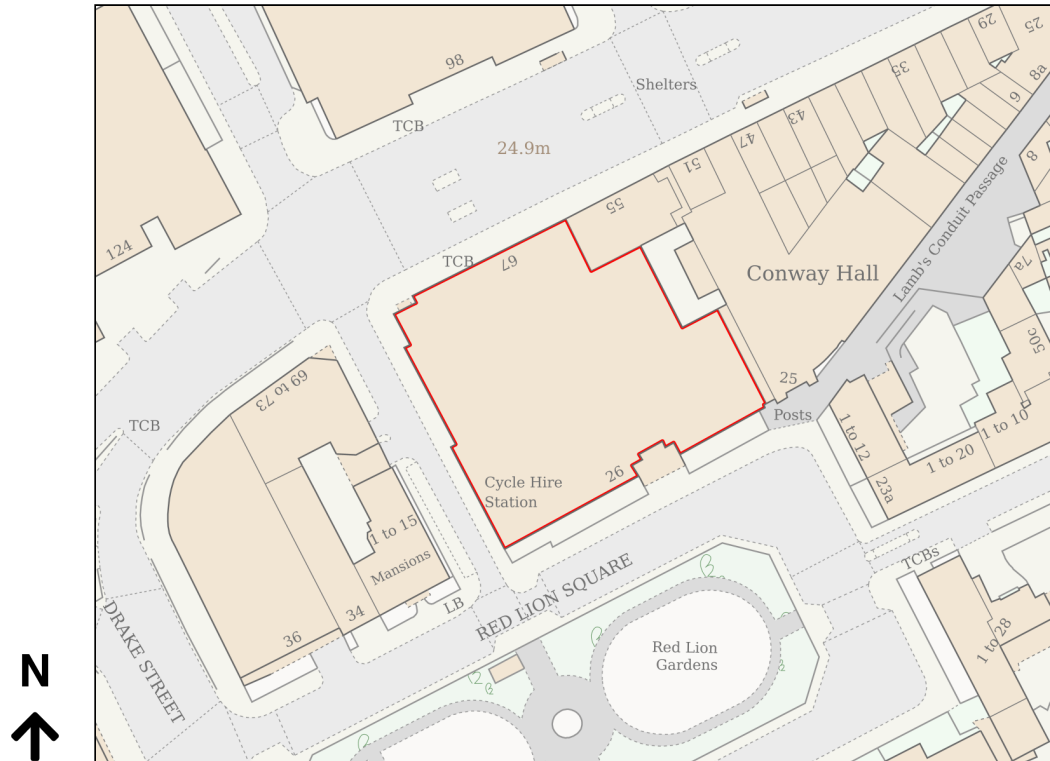 29
25
98
35
8a
Shelters
6
43
TCB
47
24.9m
8
51
55
Lamb's Conduit Passage
124
TCB
67
Conway Hall
7a
50c
25
69 to 73
Posts
TCB
1 to 12
1 to 10
1 to 20
26
Cycle Hire
Station
23a
1 to 15
TCBs
Mansions
RED LION SQUARE
LB
34
36
DRAKE STREET
Red Lion
Gardens
1 to 28
N